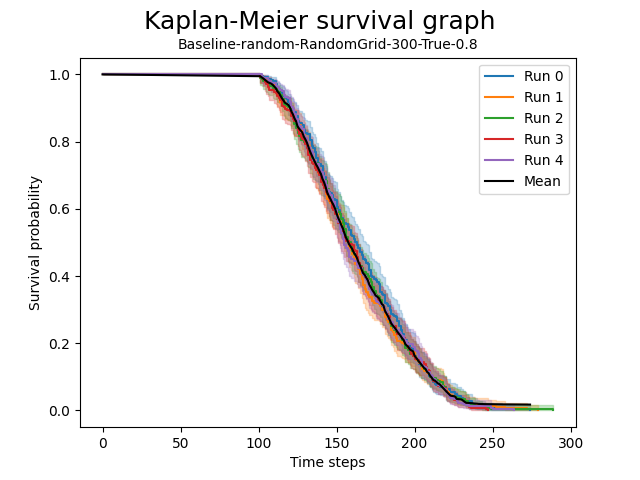 Kaplan-Meier survival graph
Baseline-random-RandomGrid-300-True-0.8
Run 0
Run 1
Run 2
Run 3
Run 4
Mean
Survival probability
1.0
0.8
0.6
0.4
0.2
0.0
0 50 100 150 200 250 300
Time steps